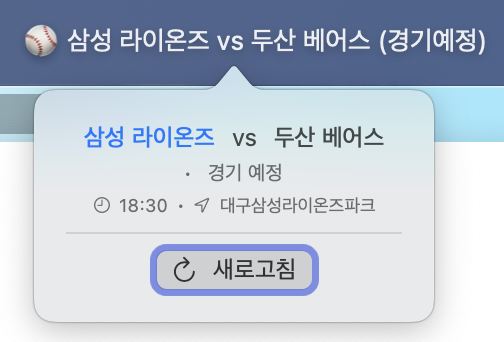 ⚾ 삼성 라이온즈 vs 두산 베어스 (경기예정)
삼성 라이온즈 vs 두산 베어스
· 경기 예정
18:30 · 대구삼성라이온즈파크
새로고침